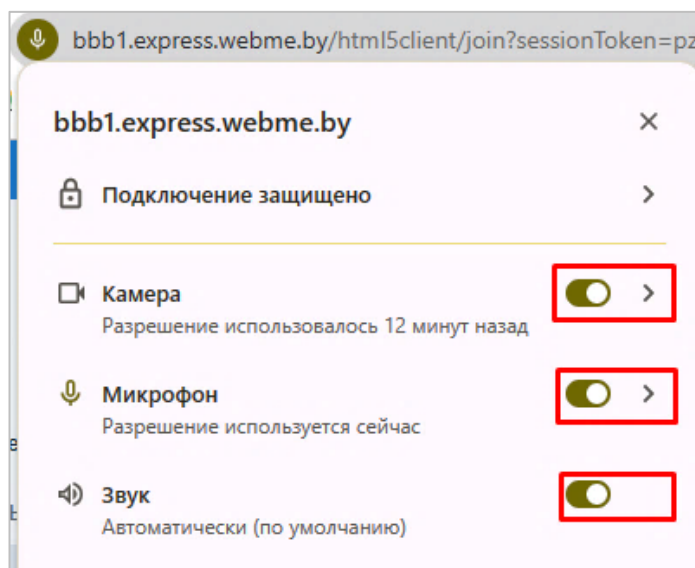 bbb1.express.webme.by/html5client/join?sessionToken=pz
bbb1.express.webme.by
Подключение защищено
Камера
Разрешение использовалось 12 минут назад
Микрофон
Разрешение используется сейчас
Звук
Автоматически (по умолчанию)